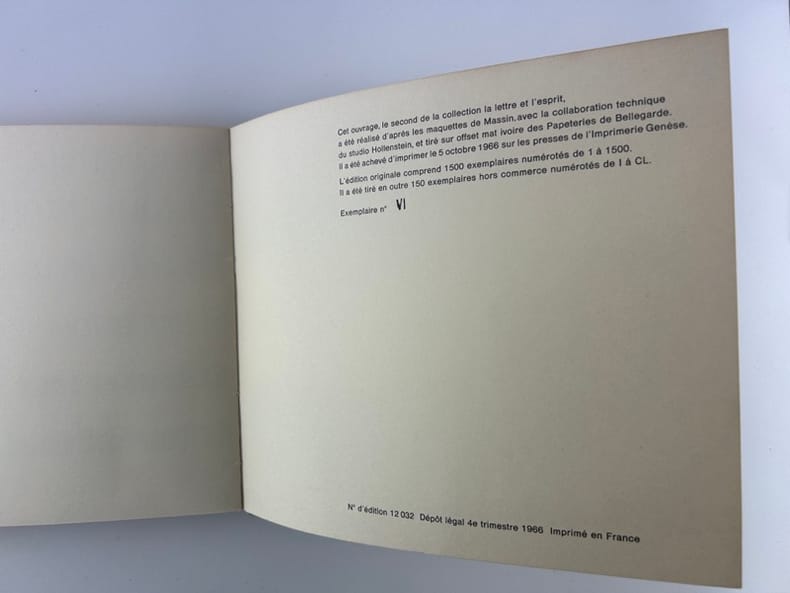 Cet ouvrage, le second de la collection la lettre et l'esprit,
a été réalisé d'après les maquettes de Massin, avec la collaboration technique
du studio Hollenstein, et tiré sur offset mat ivoire des Papeteries de Bellegarde.
Il a été achevé d'imprimer le 5 octobre 1966 sur les presses de l'Imprimerie Genèse.
L'édition originale comprend 1500 exemplaires numérotés de 1 à 1500.
Il a été tiré en outre 150 exemplaires hors commerce numérotés de I à CL.
Exemplaire n° VI
N° d'édition 12 032 Dépôt légal 4e trimestre 1966 Imprimé en France